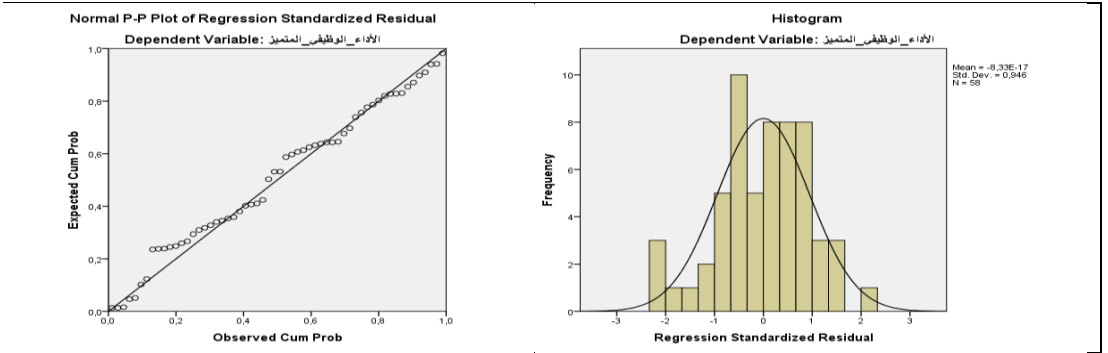 Normal P-P Plot of Regression Standardized Residual
Dependent Variable: الأداء_الوظيفي_المتميز
1,0
0,8
0,6
0,4
0,2
0,0
Expected Cum Prob
0,0 0,2 0,4 0,6 0,8 1,0
Observed Cum Prob
Histogram
Dependent Variable: الأداء_الوظيفي_المتميز
Mean = -8,33E-17
Std. Dev. = 0,946
N = 58
10
8
6
4
2
0
Frequency
-3 -2 -1 0 1 2 3
Regression Standardized Residual